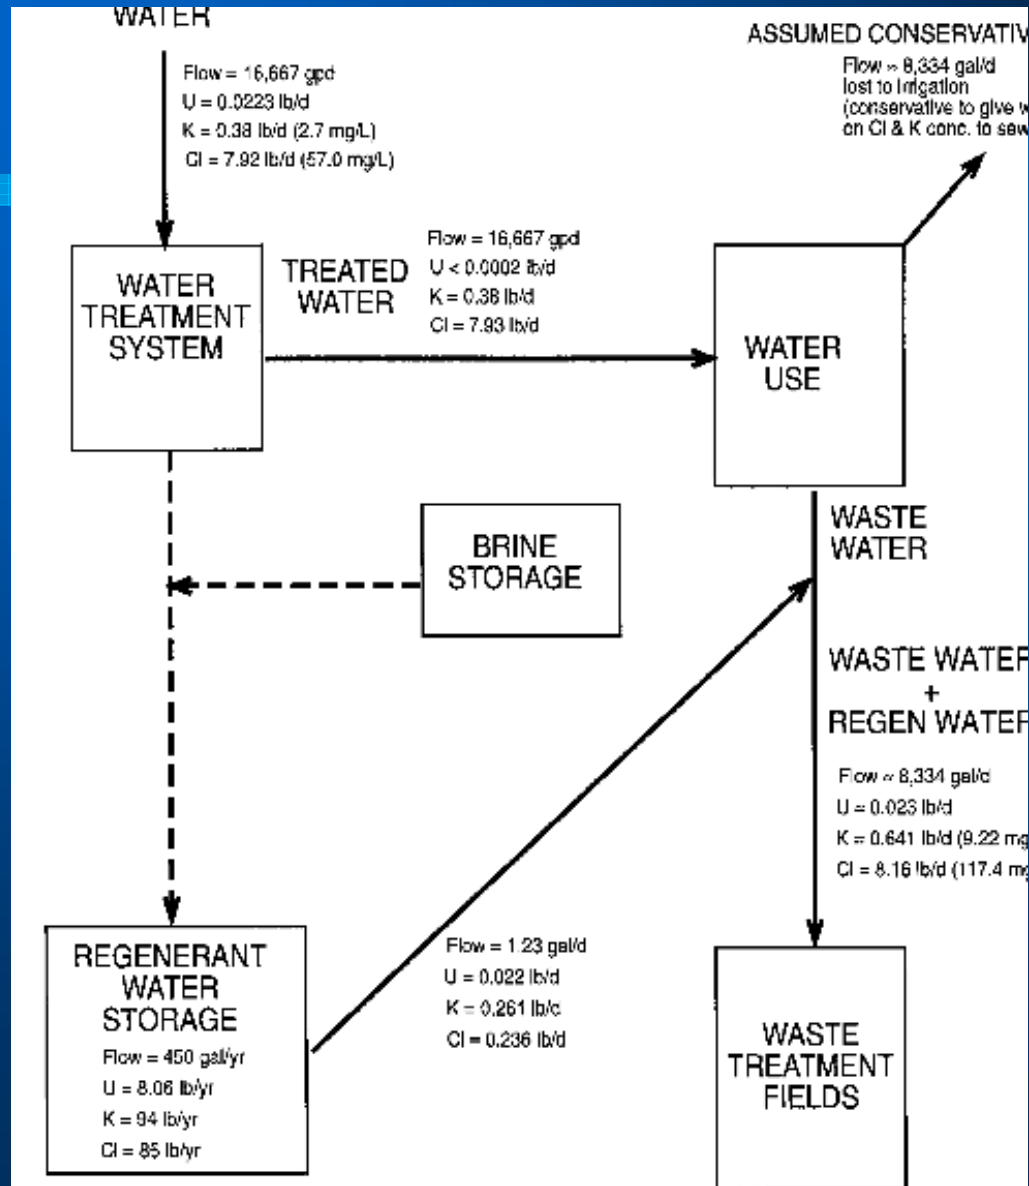 WATER
Flow = 16,667 gpd
U = 0.0223 lb/d
K = 0.38 lb/d (2.7 mg/L)
Cl = 7.92 lb/d (57.0 mg/L)
ASSUMED CONSERVATIV
Flow ~ 8,334 gal/d
lost to irrigation
(conservative to give w
on Cl & K conc. to sew
WATER
TREATMENT
SYSTEM
TREATED
WATER
Flow = 16,667 gpd
U < 0.0002 lb/d
K = 0.38 lb/d
Cl = 7.93 lb/d
WATER
USE
BRINE
STORAGE
WASTE
WATER
WASTE WATER
+
REGEN WATER
Flow ~ 8,334 gal/d
U = 0.023 lb/d
K = 0.641 lb/d (9.22 mg
Cl = 8.16 lb/d (117.4 mg
REGENERANT
WATER
STORAGE
Flow = 450 gal/yr
U = 8.06 lb/yr
K = 94 lb/yr
Cl = 85 lb/yr
Flow = 1.23 gal/d
U = 0.022 lb/d
K = 0.261 lb/d
Cl = 0.236 lb/d
WASTE
TREATMENT
FIELDS